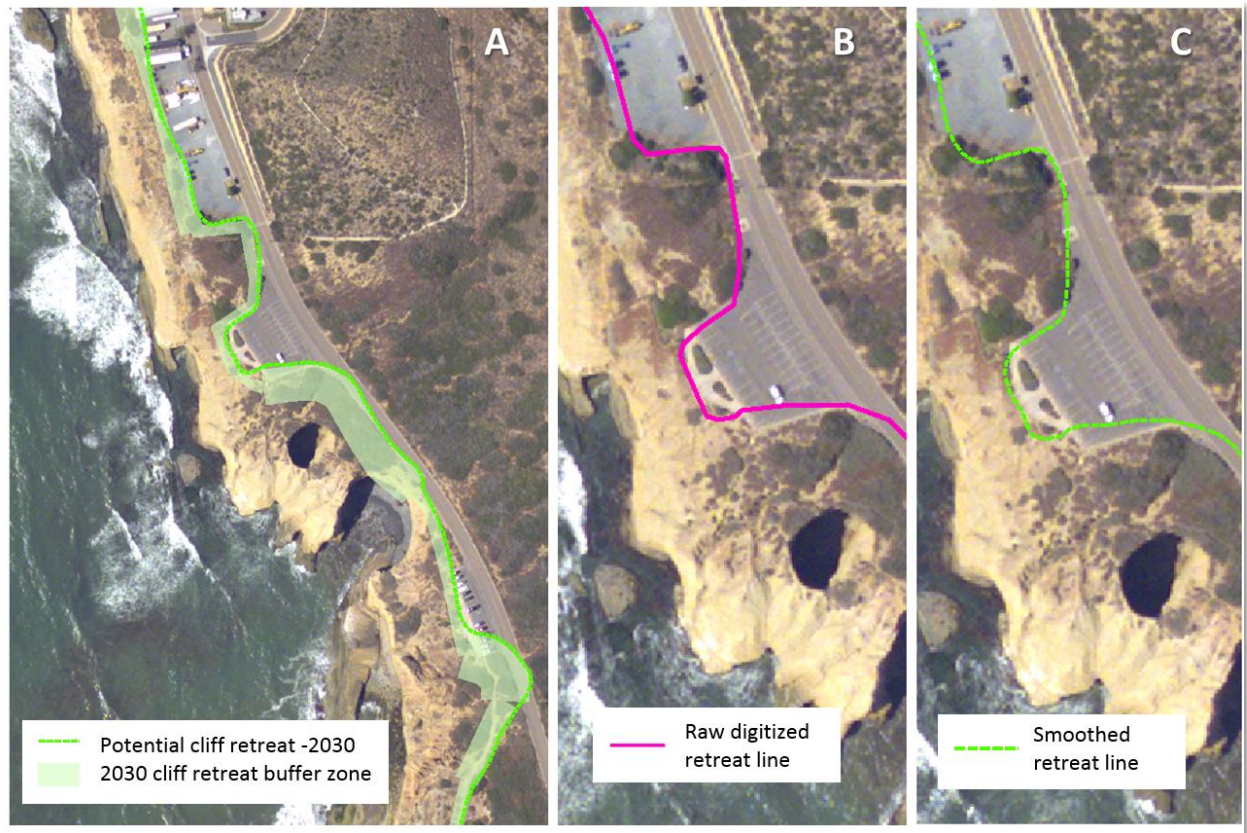 A
B
C
Potential cliff retreat -2030
2030 cliff retreat buffer zone
Raw digitized
retreat line
Smoothed
retreat line